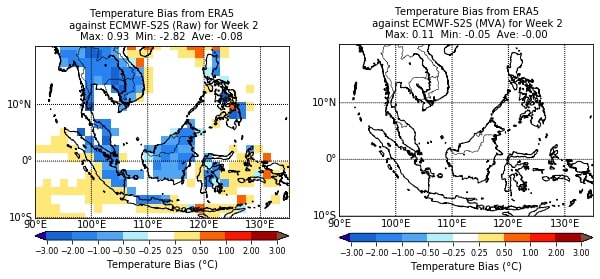 Temperature Bias from ERA5
against ECMWF-S2S (Raw) for Week 2
Max: 0.93 Min: -2.82 Ave: -0.08
10°N
0°
10°S
90°E 100°E 110°E 120°E 130°E
−3.00 −2.00 −1.00 −0.50 −0.25 0.25 0.50 1.00 2.00 3.00
Temperature Bias (°C)
Temperature Bias from ERA5
against ECMWF-S2S (MVA) for Week 2
Max: 0.11 Min: -0.05 Ave: -0.00
10°N
0°
10°S
90°E 100°E 110°E 120°E 130°E
−3.00 −2.00 −1.00 −0.50 −0.25 0.25 0.50 1.00 2.00 3.00
Temperature Bias (°C)